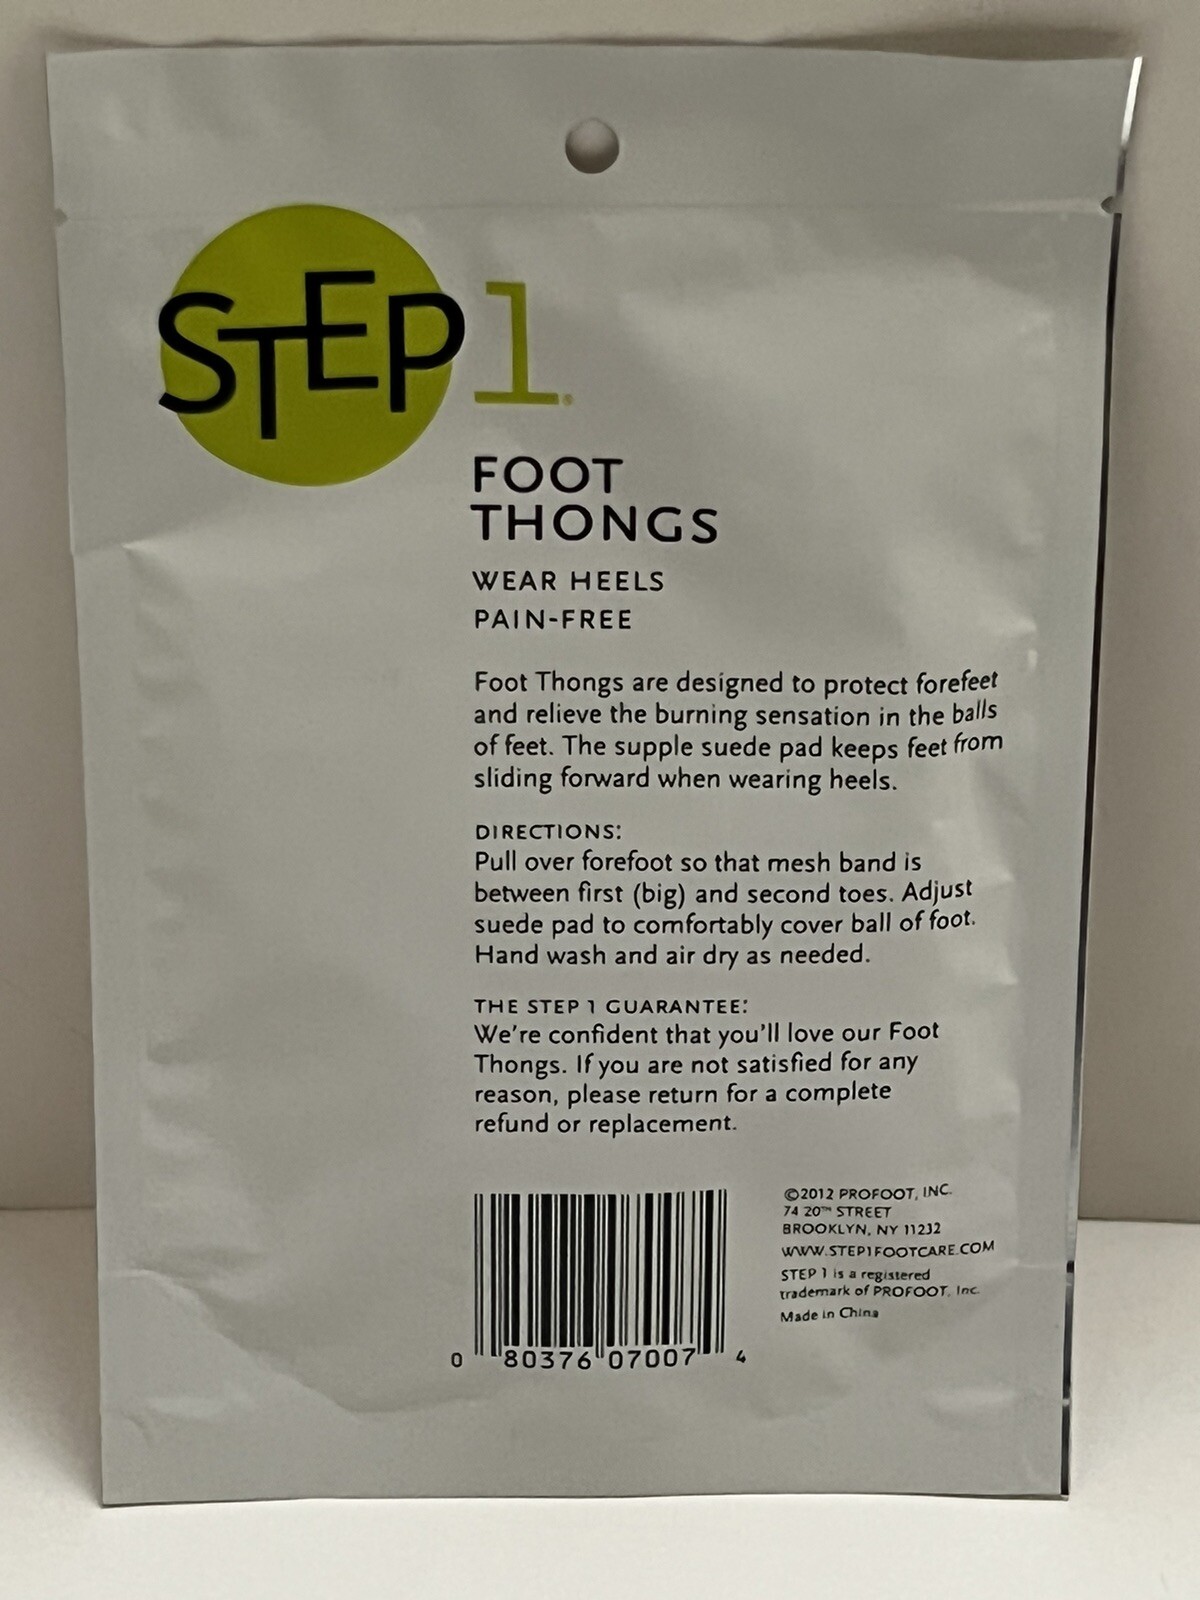 STEP1®
FOOT
THONGS
WEAR HEELS
PAIN-FREE
Foot Thongs are designed to protect forefeet
and relieve the burning sensation in the balls
of feet. The supple suede pad keeps feet from
sliding forward when wearing heels.
DIRECTIONS:
Pull over forefoot so that mesh band is
between first (big) and second toes. Adjust
suede pad to comfortably cover ball of foot.
Hand wash and air dry as needed.
THE STEP 1 GUARANTEE:
We're confident that you'll love our Foot
Thongs. If you are not satisfied for any
reason, please return for a complete
refund or replacement.
©2012 PROFOOT, INC.
74 20TH STREET
BROOKLYN, NY 11232
WWW.STEP1FOOTCARE.COM
STEP 1 is a registered
trademark of PROFOOT, Inc.
Made in China
0 80376 07007 4